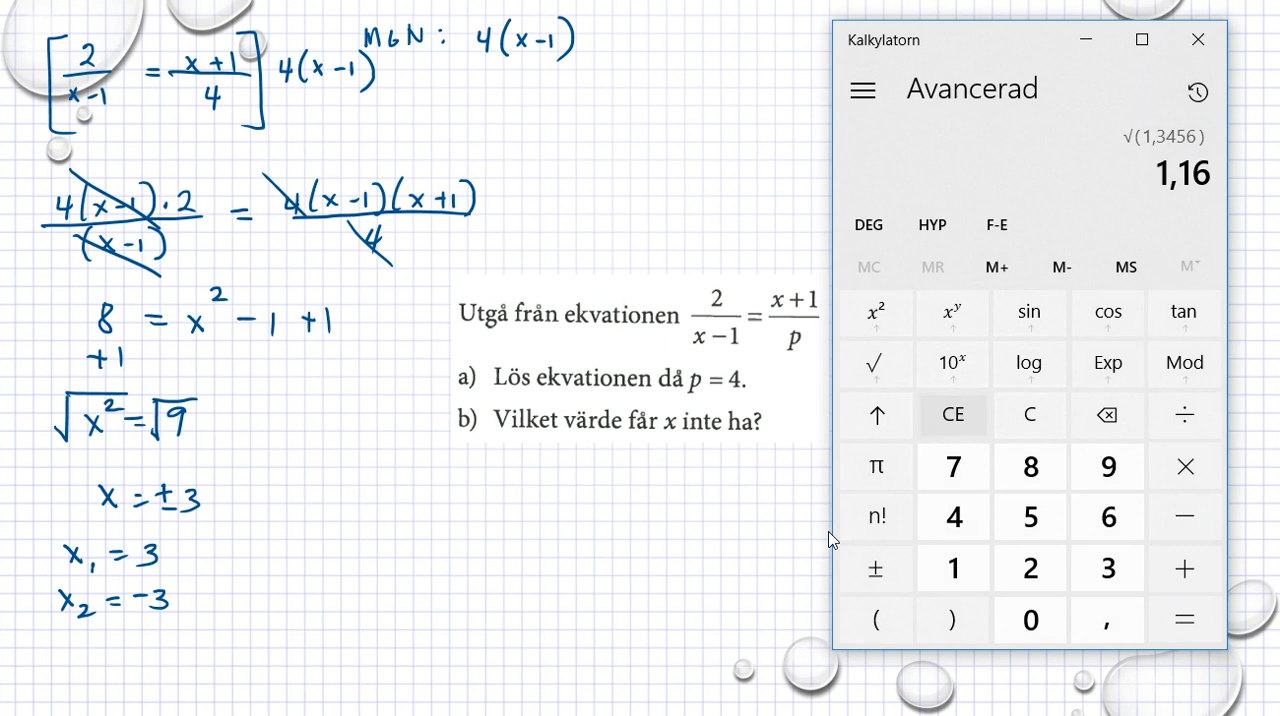 [2/(x-1) = (x+1)/4] 4(x-1)
MGN: 4(x-1)
4(x-1)·2/(x-1) = 4(x-1)(x+1)/4
8 = x² - 1 + 1
+1
√x² = √9
x = ±3
x₁ = 3
x₂ = -3
Utgå från ekvationen 2/(x-1) = (x+1)/p
a) Lös ekvationen då p = 4.
b) Vilket värde får x inte ha?
Kalkylatorn
Avancerad
√(1,3456)
1,16
DEG HYP F-E
MC MR M+ M- MS M˅
x² xʸ sin cos tan
√ 10ˣ log Exp Mod
↑ CE C ⌫ ÷
π 7 8 9 ×
n! 4 5 6 −
± 1 2 3 +
( ) 0 , =